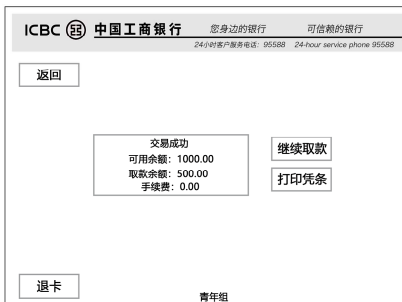 ICBC 中国工商银行 您身边的银行 可信赖的银行
24小时客户服务电话: 95588 24-hour service phone 95588
返回
交易成功
可用余额: 1000.00
取款余额: 500.00
手续费: 0.00
继续取款
打印凭条
退卡
青年组